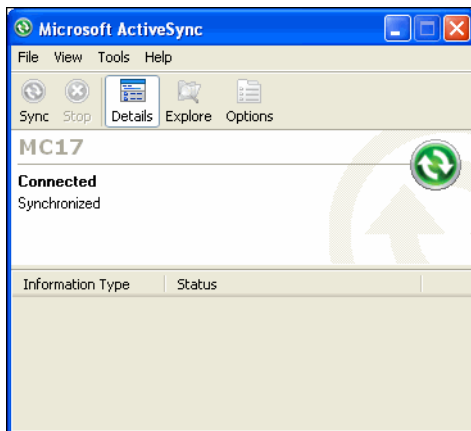 Microsoft ActiveSync
File View Tools Help
Sync Stop Details Explore Options
MC17
Connected
Synchronized
Information Type Status